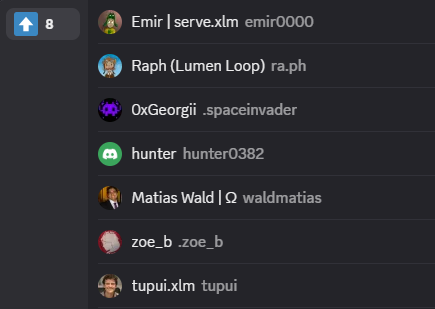 8
Emir | serve.xlm emir0000
Raph (Lumen Loop) ra.ph
0xGeorgii .spaceinvader
hunter hunter0382
Matias Wald | Ω waldmatias
zoe_b .zoe_b
tupui.xlm tupui